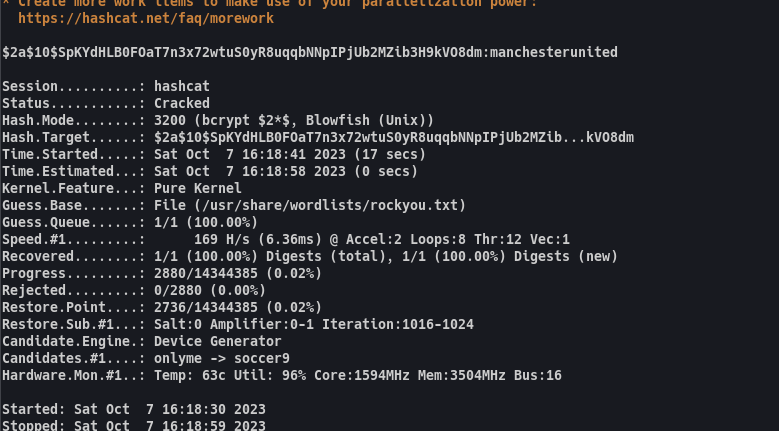 * Create more work items to make use of your parallelization power:
https://hashcat.net/faq/morework
$2a$10$SpKYdHLB0FOaT7n3x72wtuS0yR8uqqbNNpIPjUb2MZib3H9kVO8dm:manchesterunited
Session..........: hashcat
Status...........: Cracked
Hash.Mode........: 3200 (bcrypt $2*$, Blowfish (Unix))
Hash.Target......: $2a$10$SpKYdHLB0FOaT7n3x72wtuS0yR8uqqbNNpIPjUb2MZib...kVO8dm
Time.Started.....: Sat Oct  7 16:18:41 2023 (17 secs)
Time.Estimated...: Sat Oct  7 16:18:58 2023 (0 secs)
Kernel.Feature...: Pure Kernel
Guess.Base.......: File (/usr/share/wordlists/rockyou.txt)
Guess.Queue......: 1/1 (100.00%)
Speed.#1.........:      169 H/s (6.36ms) @ Accel:2 Loops:8 Thr:12 Vec:1
Recovered........: 1/1 (100.00%) Digests (total), 1/1 (100.00%) Digests (new)
Progress.........: 2880/14344385 (0.02%)
Rejected.........: 0/2880 (0.00%)
Restore.Point....: 2736/14344385 (0.02%)
Restore.Sub.#1...: Salt:0 Amplifier:0-1 Iteration:1016-1024
Candidate.Engine.: Device Generator
Candidates.#1....: onlyme -> soccer9
Hardware.Mon.#1..: Temp: 63c Util: 96% Core:1594MHz Mem:3504MHz Bus:16
Started: Sat Oct  7 16:18:30 2023
Stopped: Sat Oct  7 16:18:59 2023